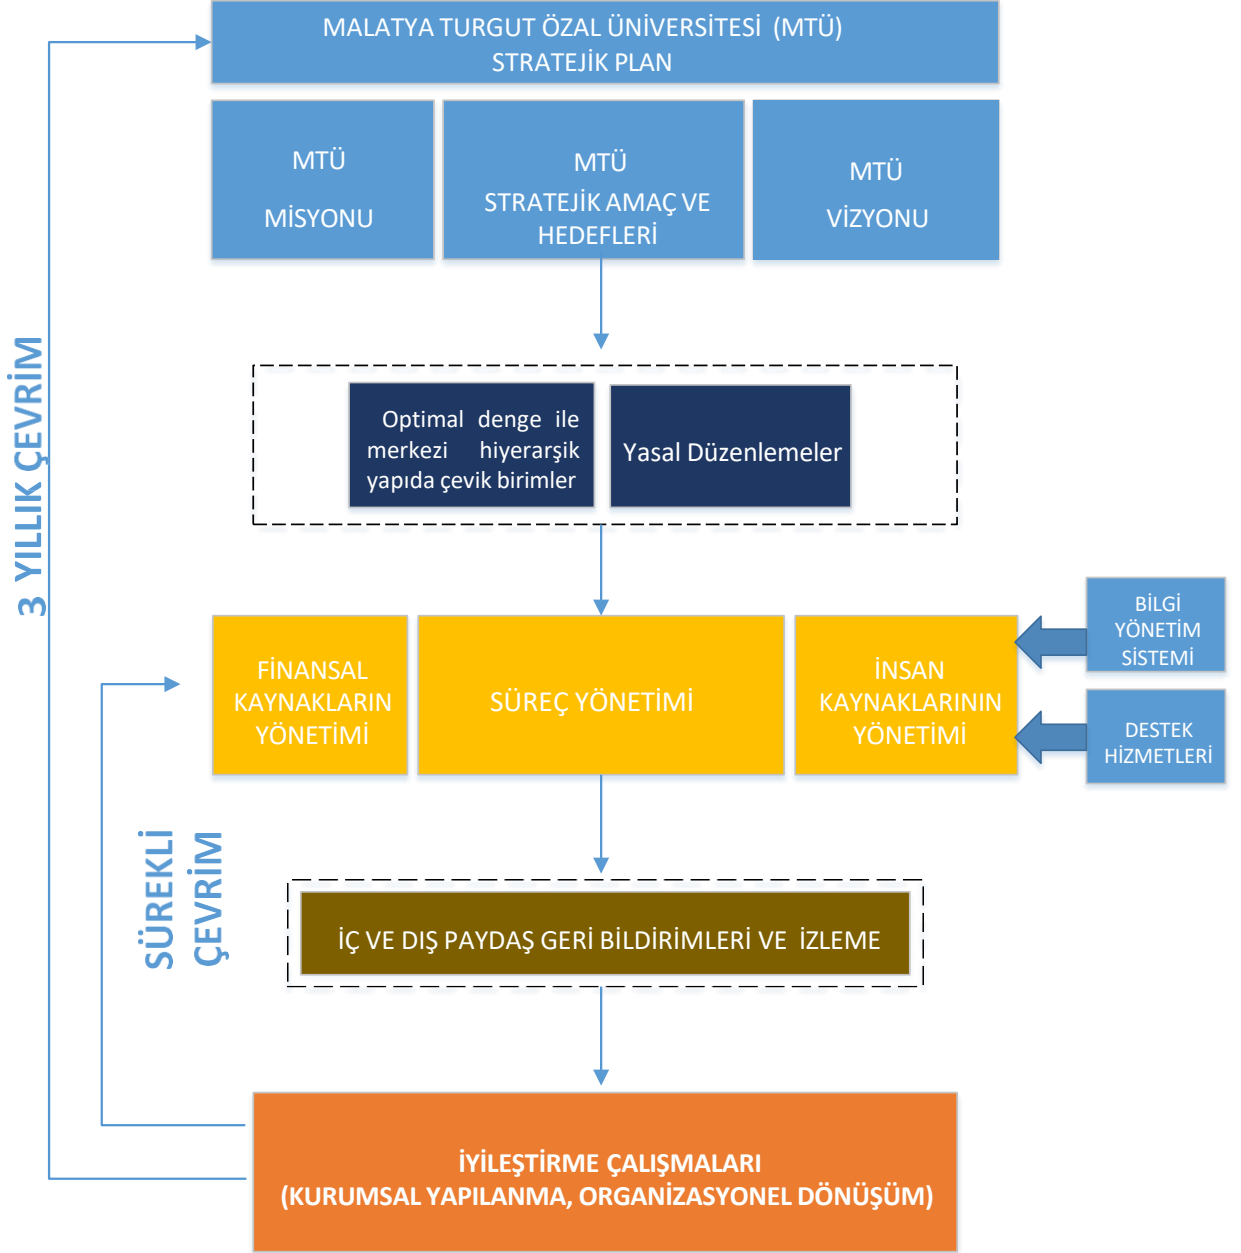 MALATYA TURGUT ÖZAL ÜNİVERSİTESİ (MTÜ)
STRATEJİK PLAN
MTÜ
MİSYONU
MTÜ
STRATEJİK AMAÇ VE
HEDEFLERİ
MTÜ
VİZYONU
3 YILLIK ÇEVRİM
Optimal denge ile
merkezi hiyerarşik
yapıda çevik birimler
Yasal Düzenlemeler
FİNANSAL
KAYNAKLARIN
YÖNETİMİ
SÜREÇ YÖNETİMİ
İNSAN
KAYNAKLARININ
YÖNETİMİ
BİLGİ
YÖNETİM
SİSTEMİ
DESTEK
HİZMETLERİ
SÜREKLİ
ÇEVRİM
İÇ VE DIŞ PAYDAŞ GERİ BİLDİRİMLERİ VE İZLEME
İYİLEŞTİRME ÇALIŞMALARI
(KURUMSAL YAPILANMA, ORGANİZASYONEL DÖNÜŞÜM)